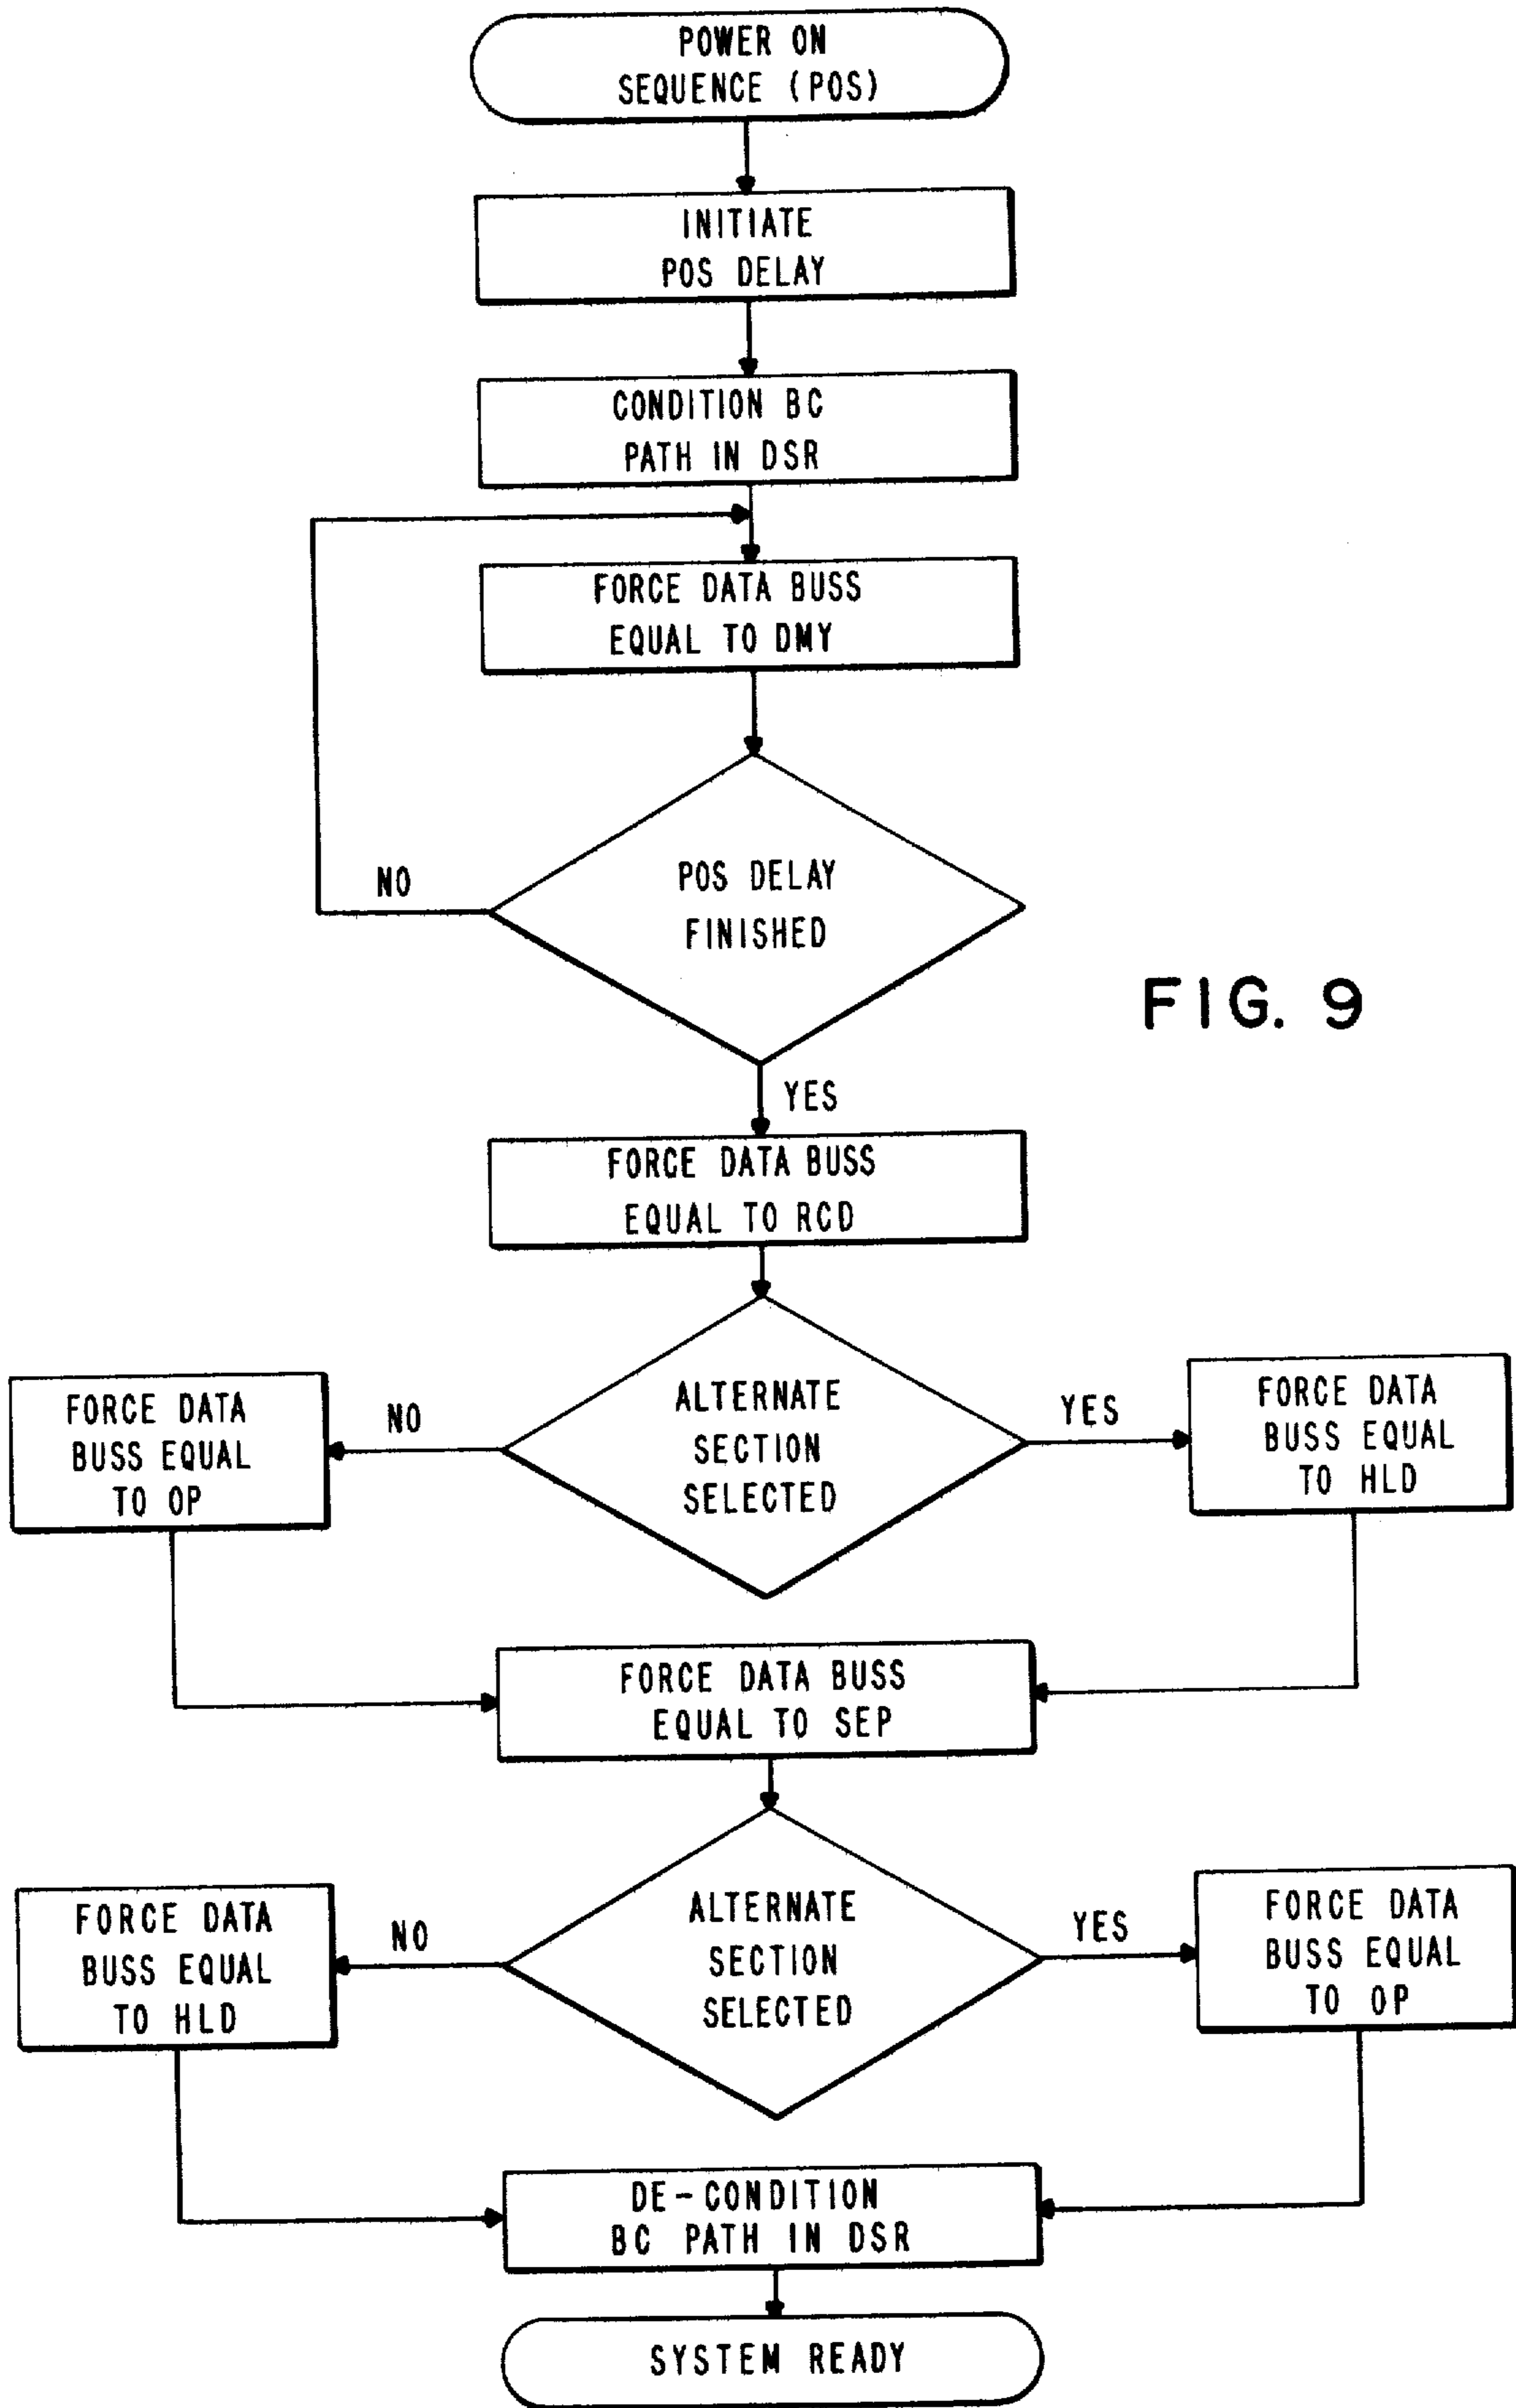 POWER ON
SEQUENCE (POS)
INITIATE
POS DELAY
CONDITION BC
PATH IN DSR
FORCE DATA BUSS
EQUAL TO DMY
POS DELAY
FINISHED
NO
FIG. 9
YES
FORCE DATA BUSS
EQUAL TO RCD
FORCE DATA
BUSS EQUAL
TO OP
NO
ALTERNATE
SECTION
SELECTED
YES
FORCE DATA
BUSS EQUAL
TO HLD
FORCE DATA BUSS
EQUAL TO SEP
FORCE DATA
BUSS EQUAL
TO HLD
NO
ALTERNATE
SECTION
SELECTED
YES
FORCE DATA
BUSS EQUAL
TO OP
DE-CONDITION
BC PATH IN DSR
SYSTEM READY